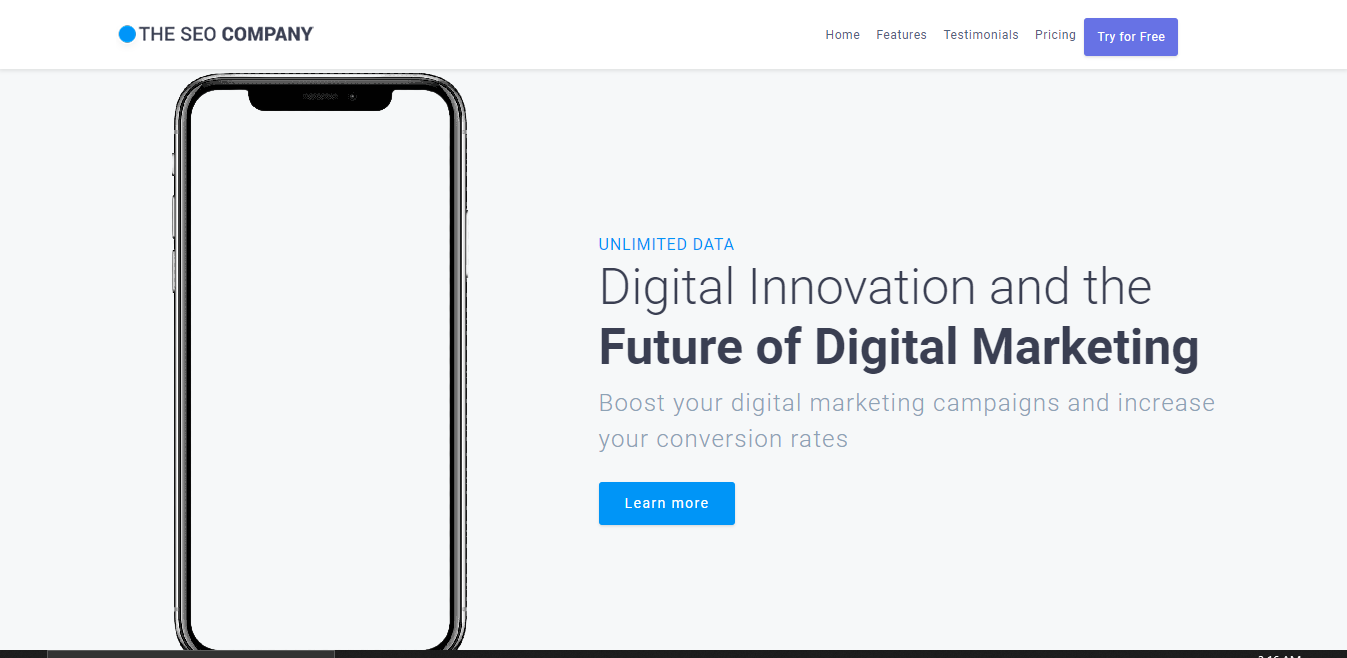 THE SEO COMPANY
Home Features Testimonials Pricing Try for Free
UNLIMITED DATA
Digital Innovation and the
Future of Digital Marketing
Boost your digital marketing campaigns and increase
your conversion rates
Learn more